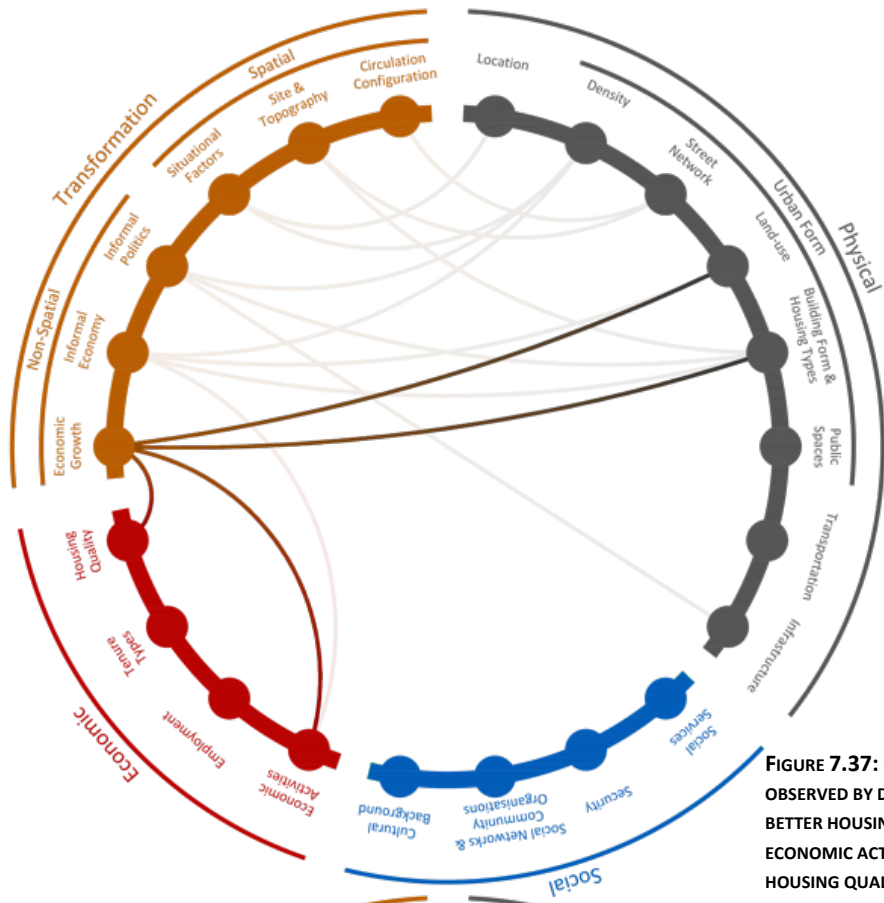 Transformation
Spatial
Non-Spatial
Circulation
Configuration
Site &
Topography
Situational
Factors
Informal
Politics
Informal
Economy
Economic
Growth
Physical
Urban Form
Location
Density
Street
Network
Land-use
Building Form &
Housing Types
Public
Spaces
Transportation
Infrastructure
Social
Social
Services
Security
Social Networks &
Community
Organisations
Cultural
Background
Economic
Economic
Activities
Employment
Tenure
Types
Housing
Quality
FIGURE 7.37:
OBSERVED BY D
BETTER HOUSIN
ECONOMIC ACT
HOUSING QUAL